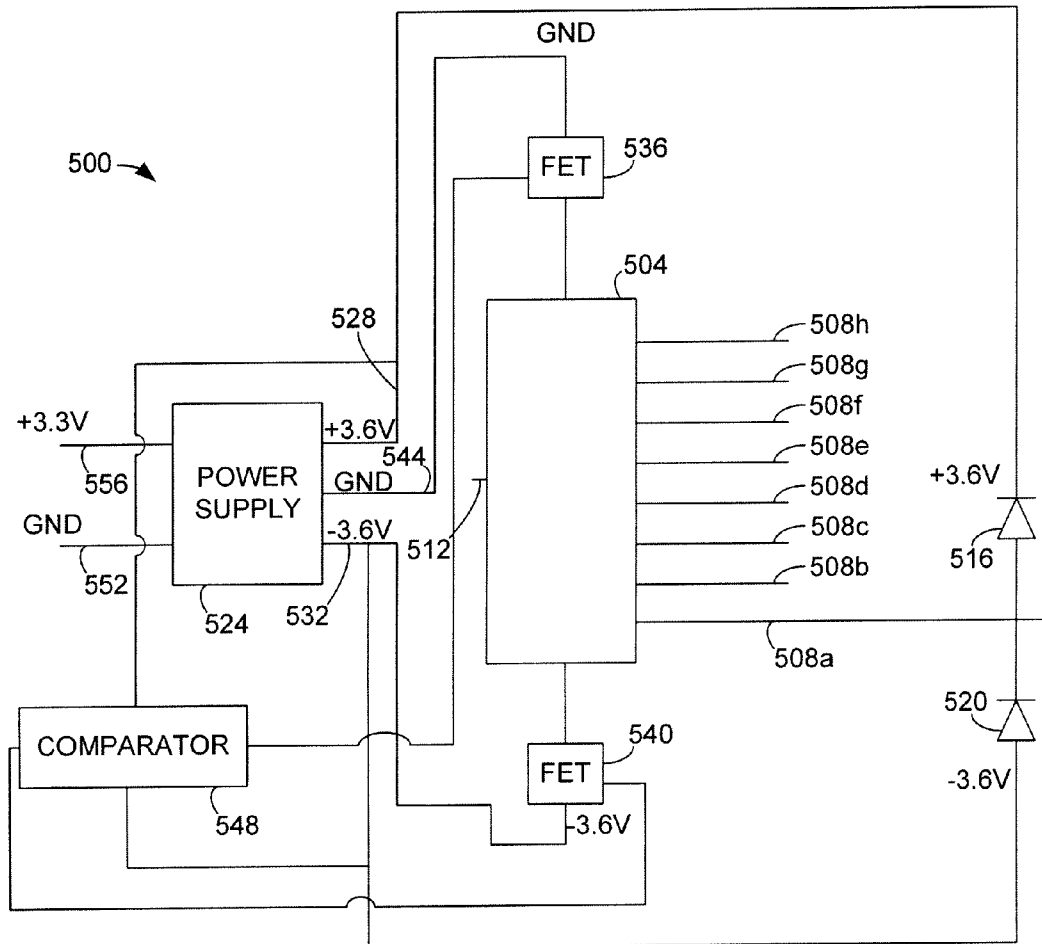 GND
500
FET
536
504
528
508h
508g
508f
508e
508d
508c
508b
+3.3V
556
GND
552
POWER
SUPPLY
524
+3.6V
544
GND
-3.6V
532
512
+3.6V
516
508a
520
-3.6V
COMPARATOR
548
FET
540
-3.6V